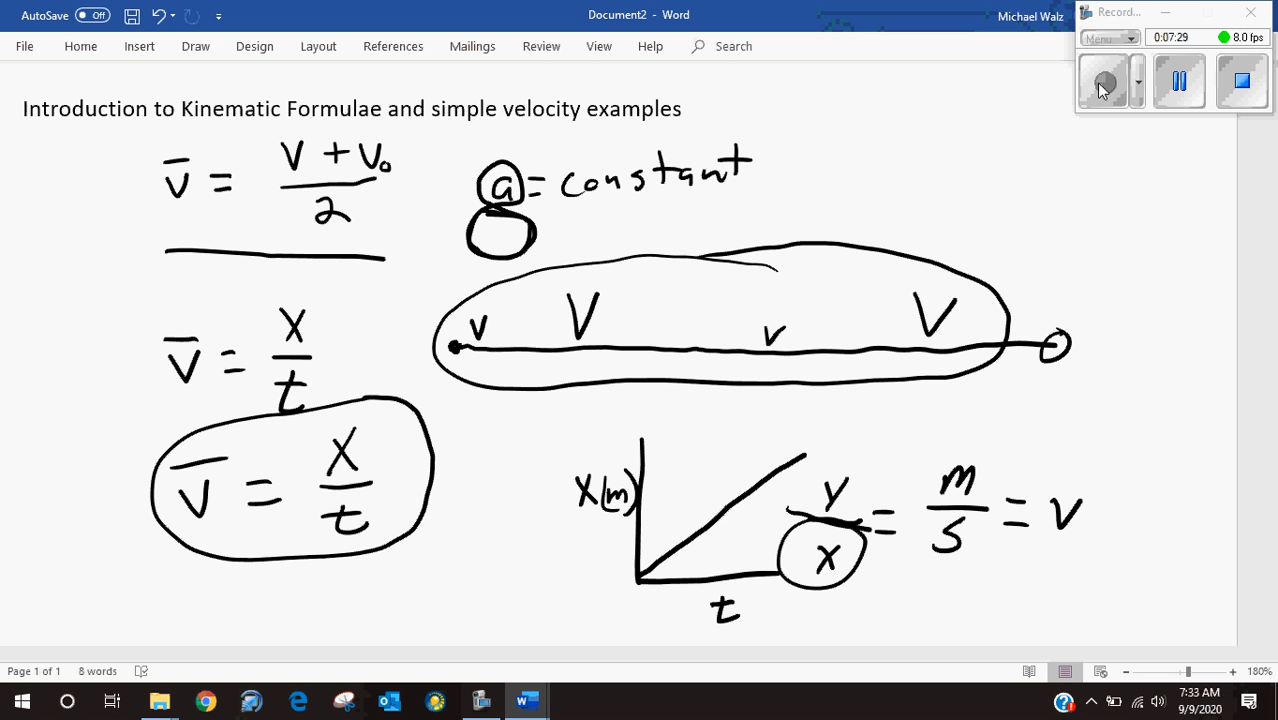 AutoSave Off Document2 - Word Michael Walz
Record...
File Home Insert Draw Design Layout References Mailings Review View Help Search
Menu 0:07:29 8.0 fps
Introduction to Kinematic Formulae and simple velocity examples
v̄ = (v + v₀)/2
a = constant
v̄ = x/t
v V v V
v̄ = x/t
x(m)
t
y/x = m/s = v
Page 1 of 1 8 words 180%
7:33 AM
9/9/2020